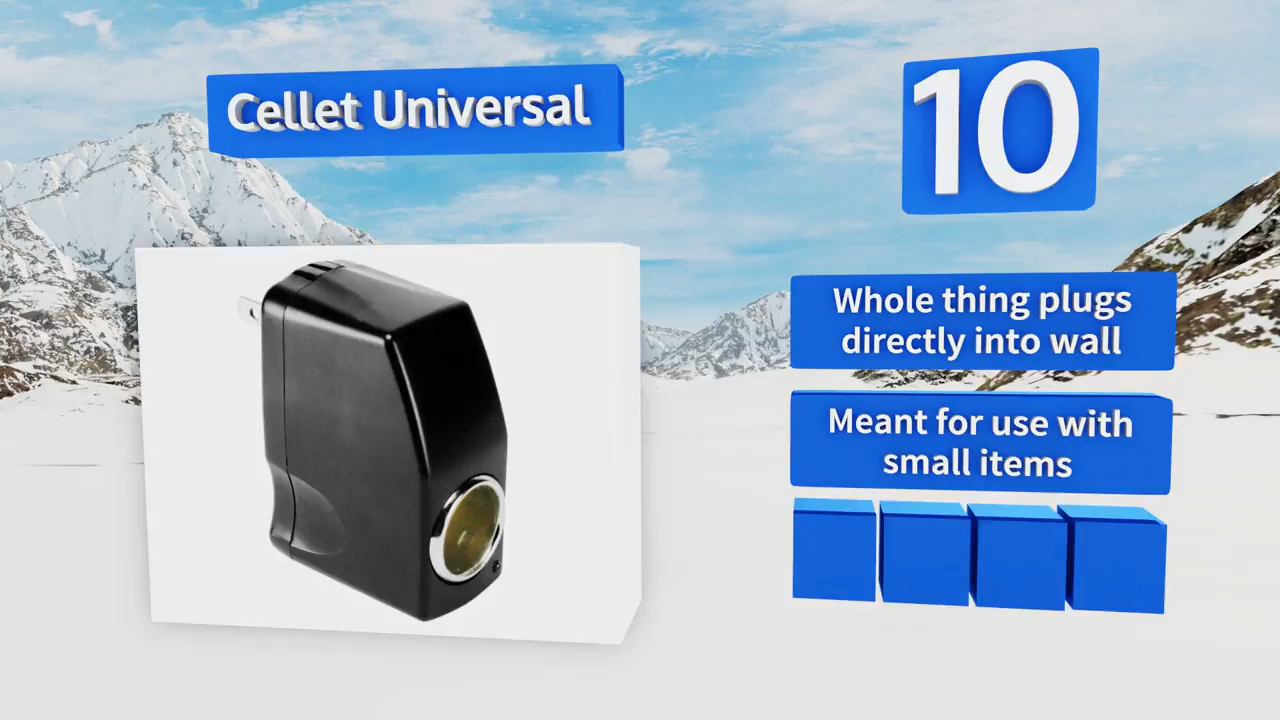 Cellet Universal
10
Whole thing plugs
directly into wall
Meant for use with
small items